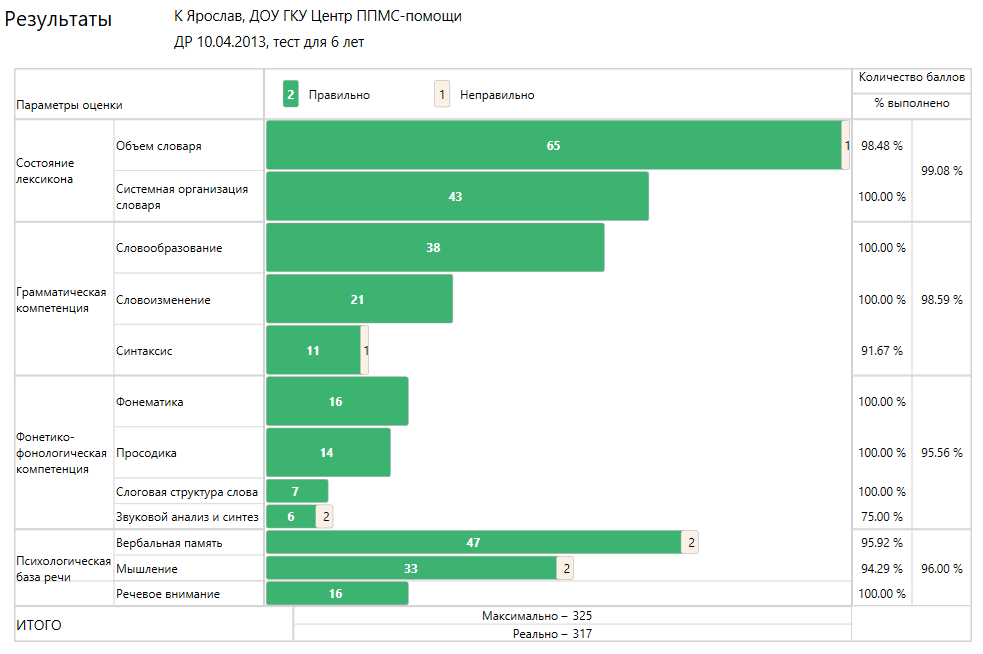 Результаты
К Ярослав, ДОУ ГКУ Центр ППМС-помощи
ДР 10.04.2013, тест для 6 лет
Параметры оценки
2 Правильно 1 Неправильно
Количество баллов
% выполнено
Состояние
лексикона
Объем словаря 65 1 98.48 %
99.08 %
Системная организация
словаря
43 100.00 %
Грамматическая
компетенция
Словообразование 38 100.00 %
Словоизменение 21 100.00 % 98.59 %
Синтаксис 11 1 91.67 %
Фонетико-
фонологическая
компетенция
Фонематика 16 100.00 %
Просодика 14 100.00 % 95.56 %
Слоговая структура слова 7 100.00 %
Звуковой анализ и синтез 6 2 75.00 %
Психологическая
база речи
Вербальная память 47 2 95.92 %
Мышление 33 2 94.29 % 96.00 %
Речевое внимание 16 100.00 %
ИТОГО
Максимально – 325
Реально – 317